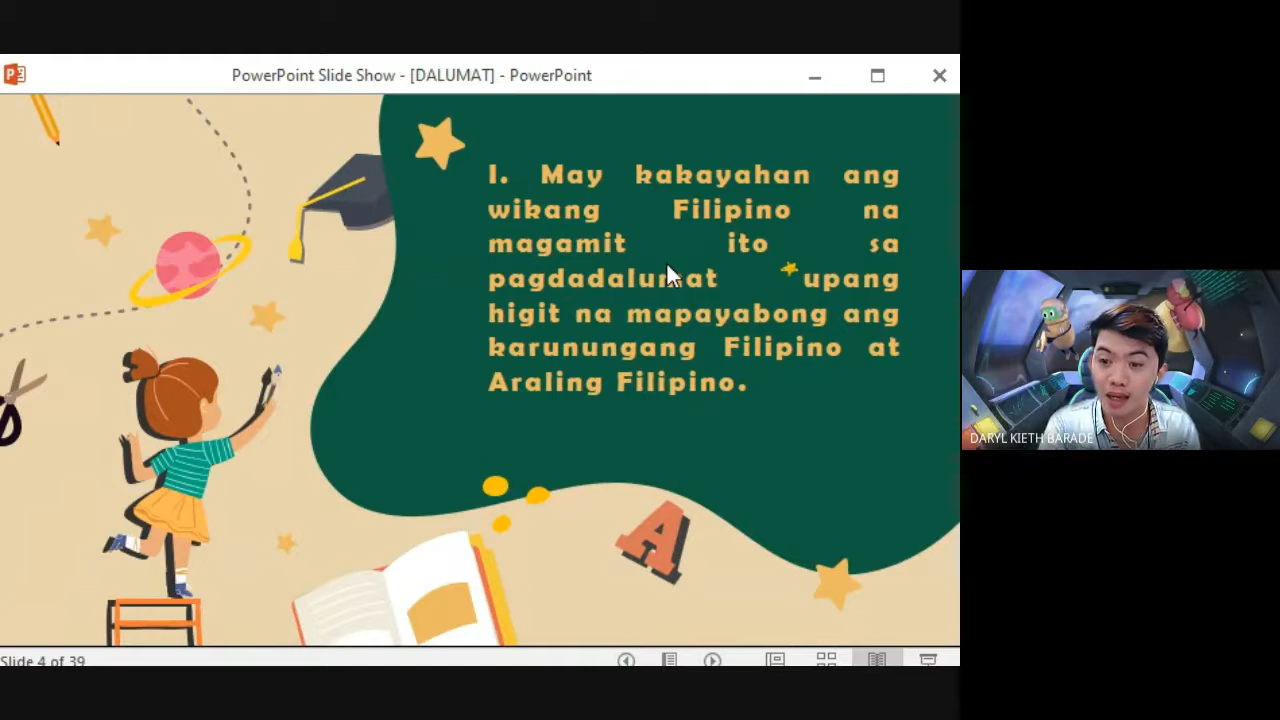 PowerPoint Slide Show - [DALUMAT] - PowerPoint
I. May kakayahan ang
wikang Filipino na
magamit ito sa
pagdadalumat upang
higit na mapayabong ang
karunungang Filipino at
Araling Filipino.
A
DARYL KIETH BARADE
Slide 4 of 39